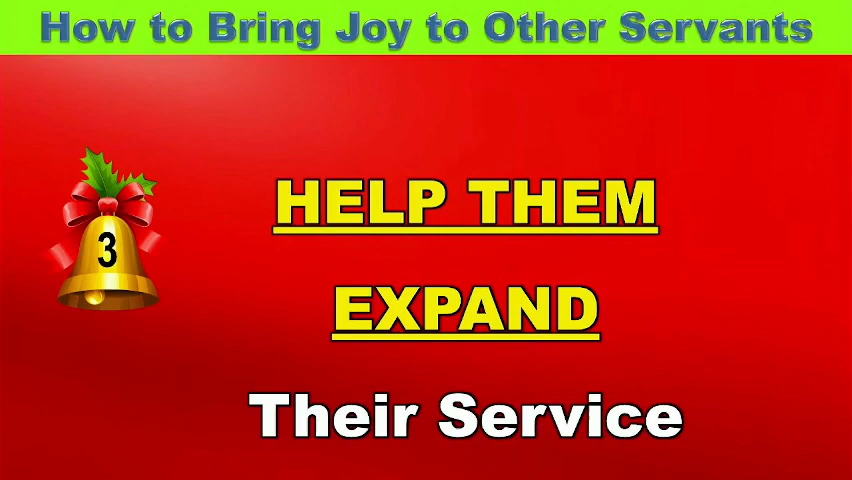 How to Bring Joy to Other Servants
3
HELP THEM
EXPAND
Their Service